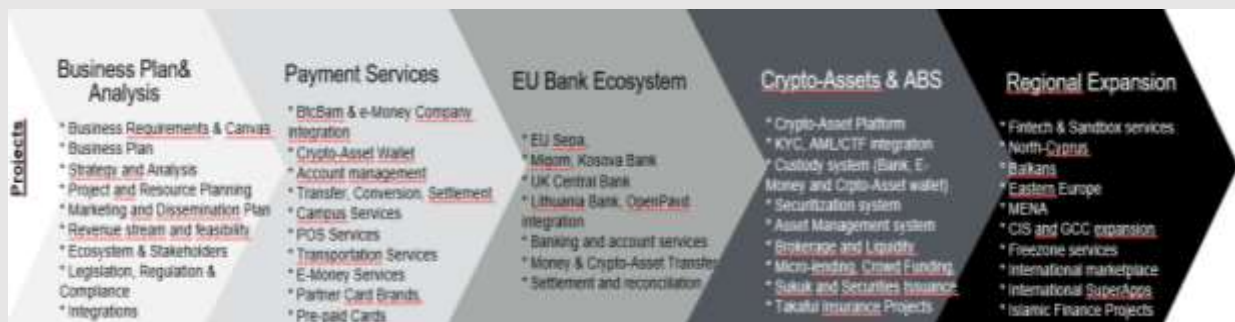 Projects
Business Plan&
Analysis
* Business Requirements & Canvas
* Business Plan
* Strategy and Analysis
* Project and Resource Planning
* Marketing and Dissemination Plan
* Revenue stream and feasibility
* Ecosystem & Stakeholders
* Legislation, Regulation &
Compliance
* Integrations
Payment Services
* BtcBam & e-Money Company
integration
* Crypto-Asset Wallet
* Account management
* Transfer, Conversion, Settlement
* Campus Services
* POS Services
* Transportation Services
* E-Money Services
* Partner Card Brands,
* Pre-paid Cards
EU Bank Ecosystem
* EU Sepa,
* Migom, Kosova Bank
* UK Central Bank
* Lithuania Bank, OpenPayd
integration
* Banking and account services
* Money & Crypto-Asset Transfer
* Settlement and reconciliation
Crypto-Assets & ABS
* Crypto-Asset Platform
* KYC, AML/CTF integration
* Custody system (Bank, E-
Money and Crpto-Asset wallet)
* Securitization system
* Asset Management system
* Brokerage and Liquidity
* Micro-lending, Crowd Funding,
* Sukuk and Securities Issuance
* Takaful Insurance Projects
Regional Expansion
* Fintech & Sandbox services
* North-Cyprus
* Balkans
* Eastern Europe
* MENA
* CIS and GCC expansion
* Freezone services
* International marketplace
* International SuperApps
* Islamic Finance Projects